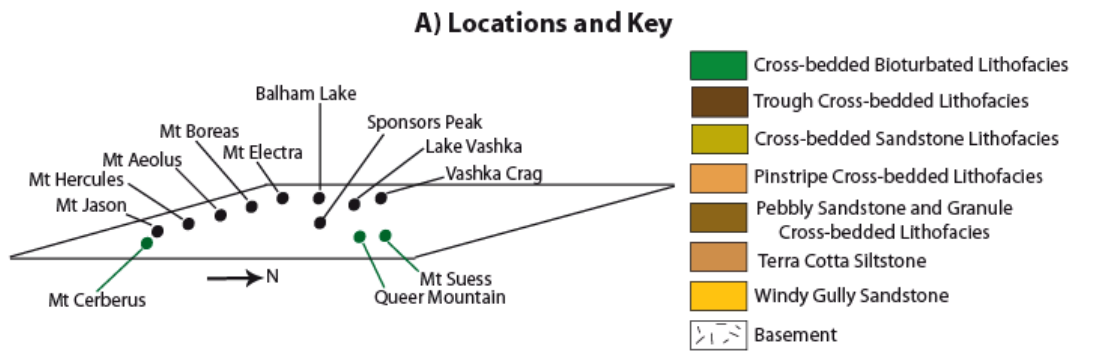 A) Locations and Key
Balham Lake
Sponsors Peak
Mt Boreas
Lake Vashka
Mt Electra
Mt Aeolus
Vashka Crag
Mt Hercules
Mt Jason
N
Mt Suess
Mt Cerberus
Queer Mountain
Cross-bedded Bioturbated Lithofacies
Trough Cross-bedded Lithofacies
Cross-bedded Sandstone Lithofacies
Pinstripe Cross-bedded Lithofacies
Pebbly Sandstone and Granule
Cross-bedded Lithofacies
Terra Cotta Siltstone
Windy Gully Sandstone
Basement